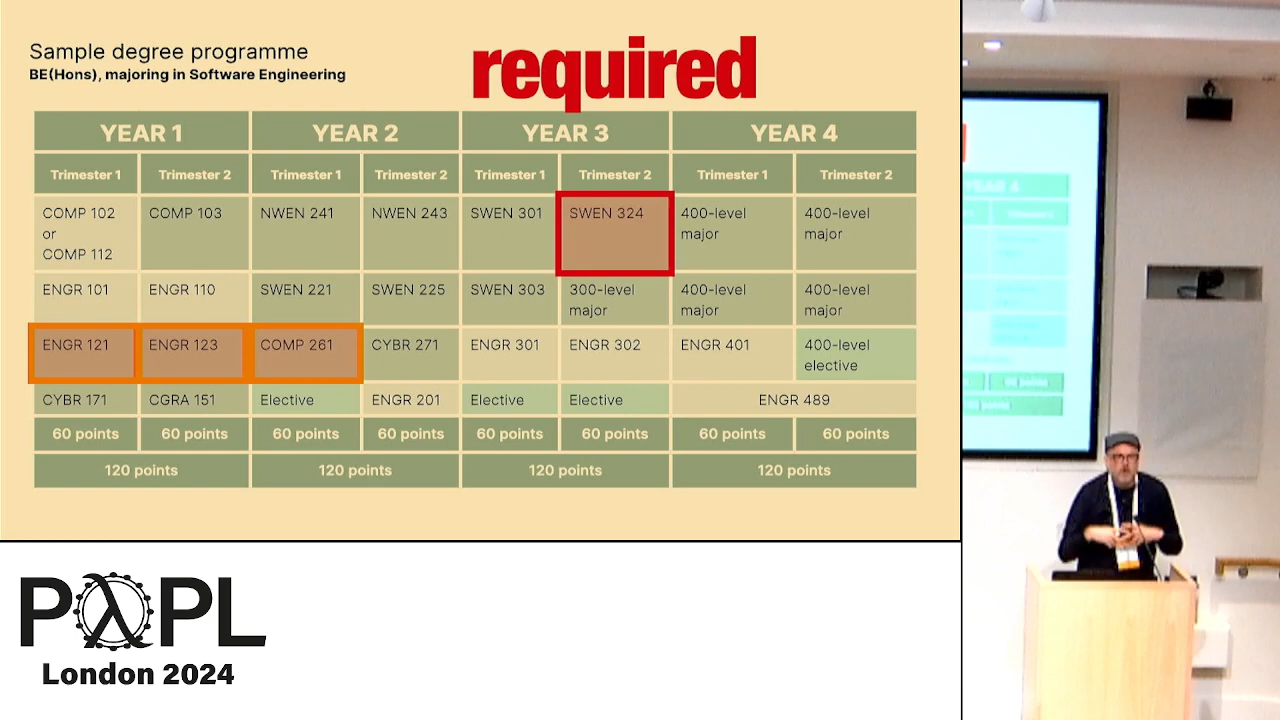 Sample degree programme
BE(Hons), majoring in Software Engineering
required
YEAR 1 YEAR 2 YEAR 3 YEAR 4
Trimester 1 Trimester 2 Trimester 1 Trimester 2 Trimester 1 Trimester 2 Trimester 1 Trimester 2
COMP 102 COMP 103 NWEN 241 NWEN 243 SWEN 301 SWEN 324 400-level 400-level
or major major
COMP 112
ENGR 101 ENGR 110 SWEN 221 SWEN 225 SWEN 303 300-level 400-level 400-level
major major major
ENGR 121 ENGR 123 COMP 261 CYBR 271 ENGR 301 ENGR 302 ENGR 401 400-level
elective
CYBR 171 CGRA 151 Elective ENGR 201 Elective Elective ENGR 489
60 points 60 points 60 points 60 points 60 points 60 points 60 points 60 points
120 points 120 points 120 points 120 points
YEAR 4
PλPL
London 2024